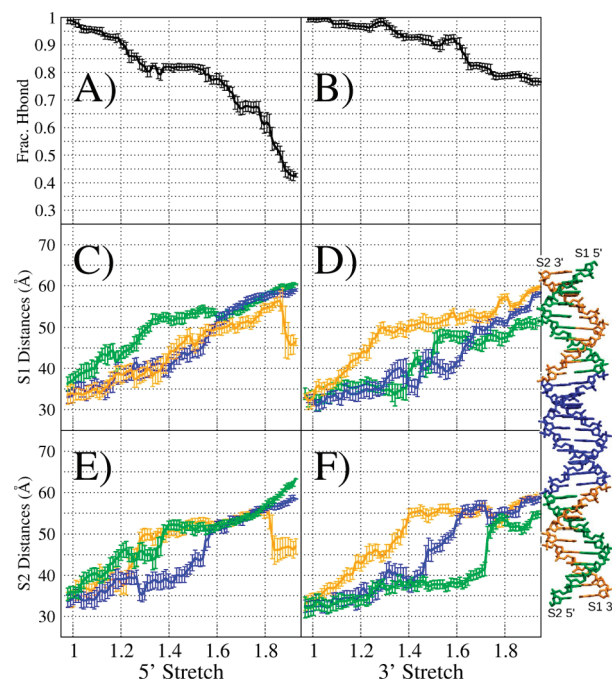 1
0.9
0.8
0.7
0.6
0.5
0.4
0.3
Frac. Hbond
A)
B)
70
60
50
40
30
S1 Distances (Å)
C)
D)
70
60
50
40
30
S2 Distances (Å)
E)
F)
1 1.2 1.4 1.6 1.8
5' Stretch
1 1.2 1.4 1.6 1.8
3' Stretch
S1 5'
S2 3'
S1 3
S2 5'